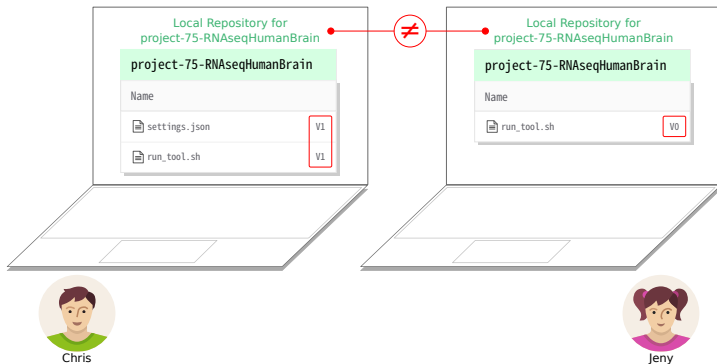 Local Repository for
project-75-RNAseqHumanBrain
project-75-RNAseqHumanBrain
Name
settings.json V1
run_tool.sh V1
≠
Local Repository for
project-75-RNAseqHumanBrain
project-75-RNAseqHumanBrain
Name
run_tool.sh V0
Chris
Jeny